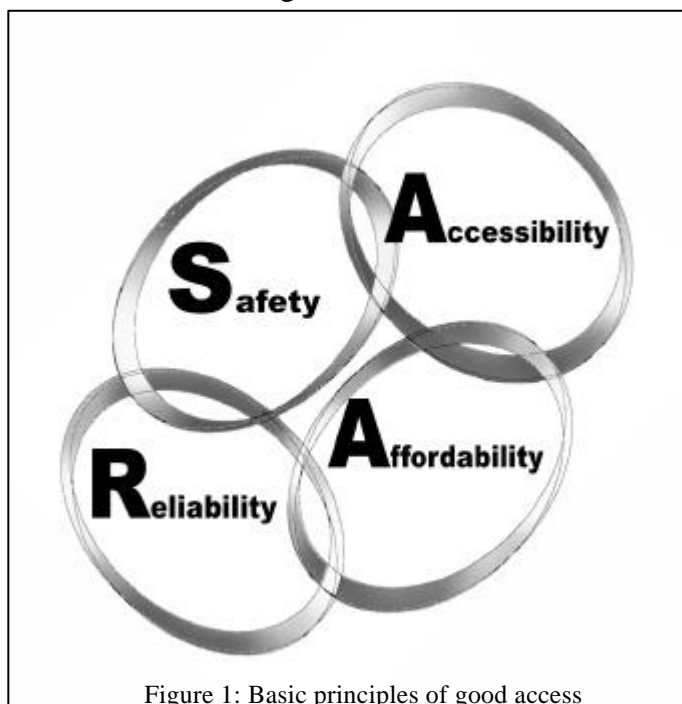 Accessibility
Safety
Affordability
Reliability
Figure 1: Basic principles of good access